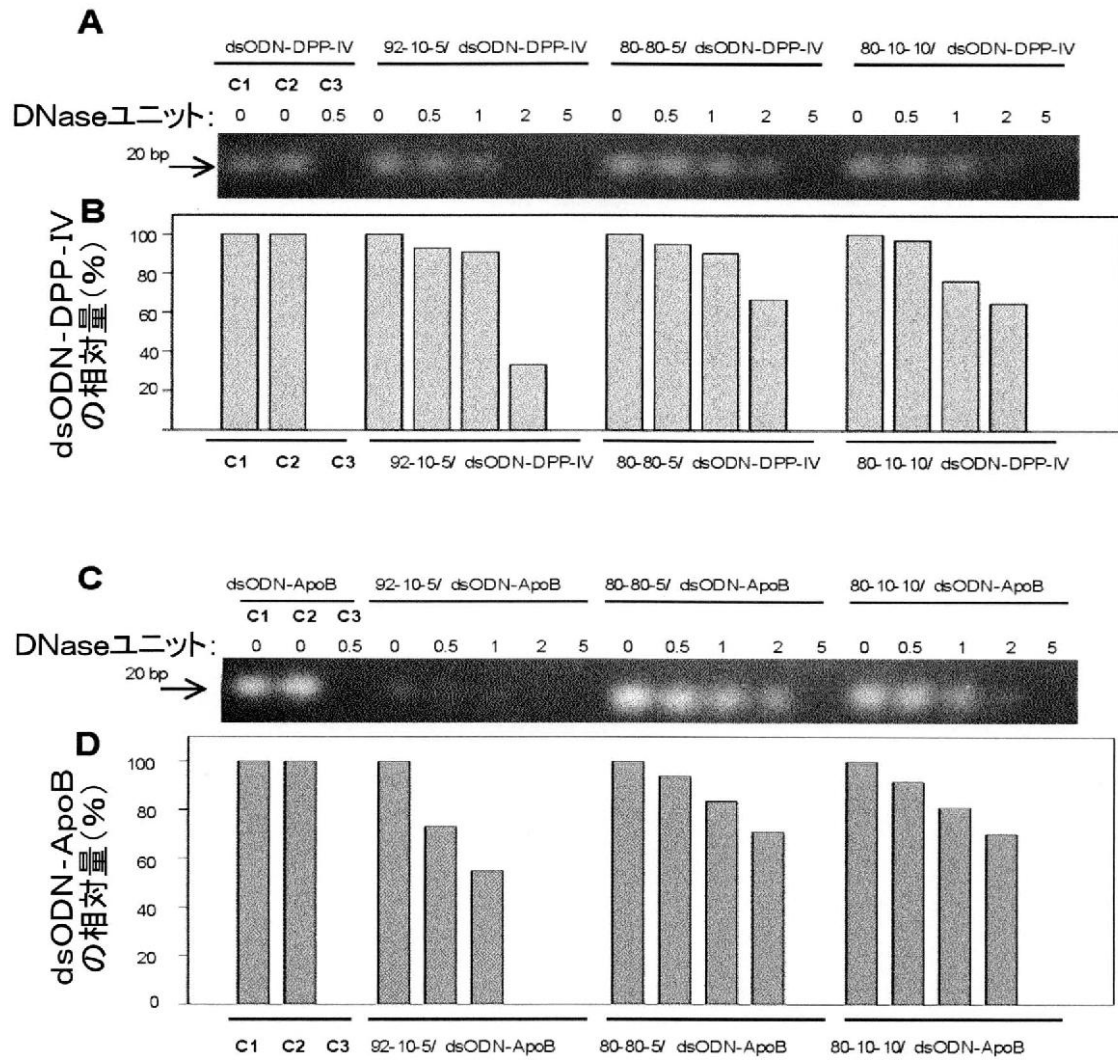 A
dsODN-DPP-IV 92-10-5/ dsODN-DPP-IV 80-80-5/ dsODN-DPP-IV 80-10-10/ dsODN-DPP-IV
C1 C2 C3
DNaseユニット: 0 0 0.5 0 0.5 1 2 5 0 0.5 1 2 5 0 0.5 1 2 5
20 bp
B
dsODN-DPP-IV
の相対量(%)
100
80
60
40
20
C1 C2 C3 92-10-5/ dsODN-DPP-IV 80-80-5/ dsODN-DPP-IV 80-10-10/ dsODN-DPP-IV
C
dsODN-ApoB 92-10-5/ dsODN-ApoB 80-80-5/ dsODN-ApoB 80-10-10/ dsODN-ApoB
C1 C2 C3
DNaseユニット: 0 0 0.5 0 0.5 1 2 5 0 0.5 1 2 5 0 0.5 1 2 5
20 bp
D
dsODN-ApoB
の相対量(%)
100
80
60
40
20
0
C1 C2 C3 92-10-5/ dsODN-ApoB 80-80-5/ dsODN-ApoB 80-10-10/ dsODN-ApoB